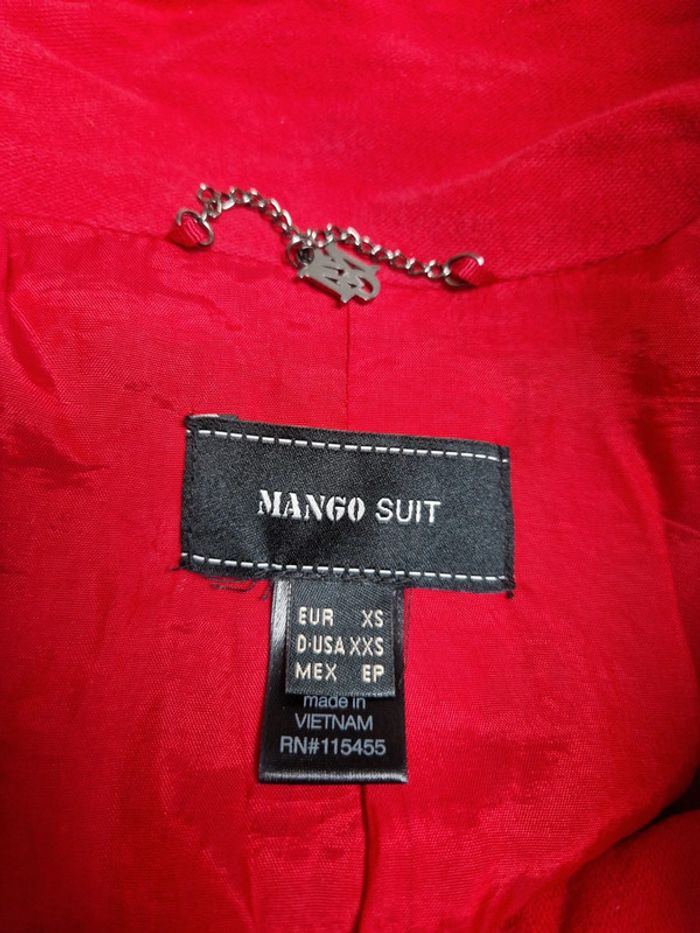 MANGO SUIT
EUR XS
D·USA XXS
MEX EP
made in
VIETNAM
RN#115455